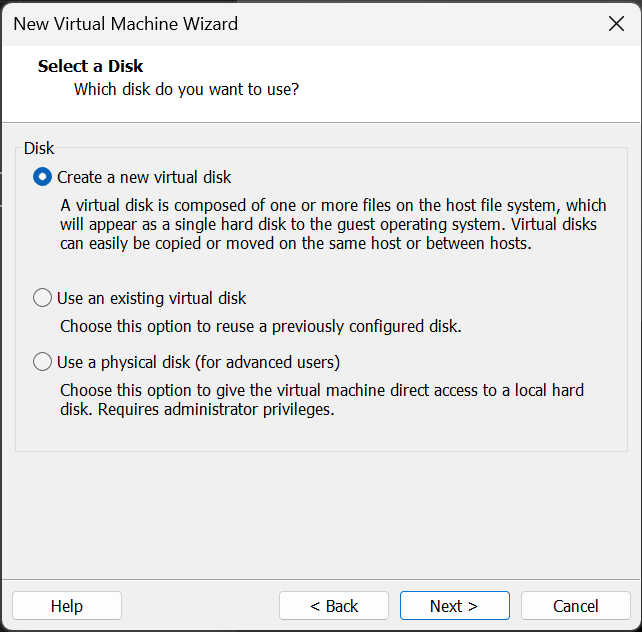 New Virtual Machine Wizard
Select a Disk
Which disk do you want to use?
Disk
Create a new virtual disk
A virtual disk is composed of one or more files on the host file system, which
will appear as a single hard disk to the guest operating system. Virtual disks
can easily be copied or moved on the same host or between hosts.
Use an existing virtual disk
Choose this option to reuse a previously configured disk.
Use a physical disk (for advanced users)
Choose this option to give the virtual machine direct access to a local hard
disk. Requires administrator privileges.
Help
< Back
Next >
Cancel